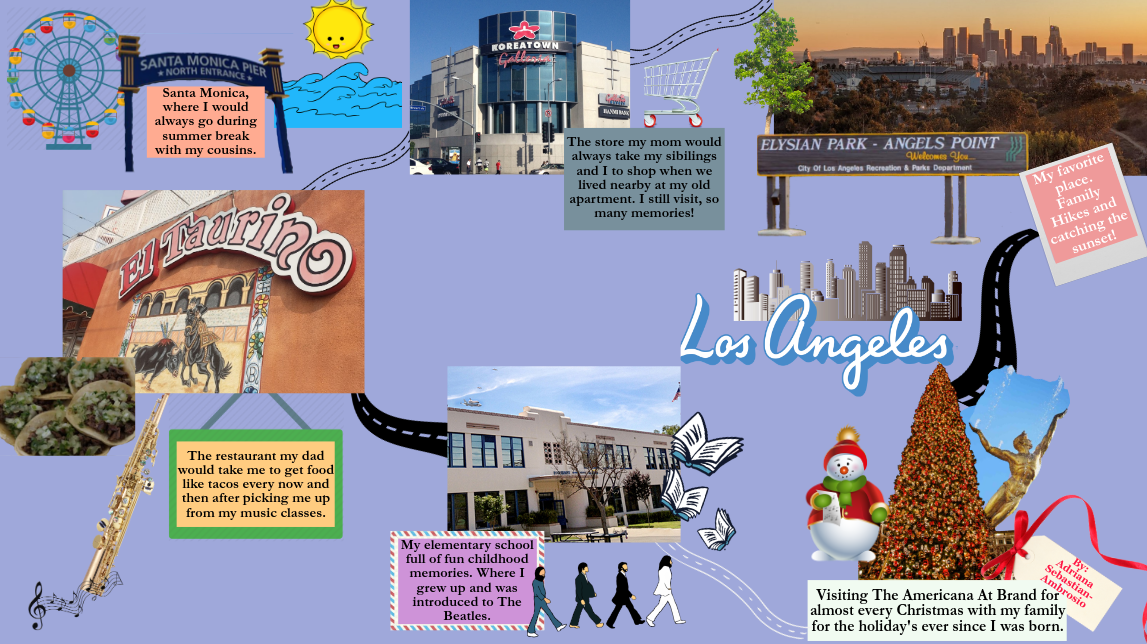 SANTA MONICA PIER
★ NORTH ENTRANCE ★
Santa Monica,
where I would
always go during
summer break
with my cousins.
KOREATOWN
Galleria
HANMI BANK
The store my mom would
always take my sibilings
and I to shop when we
lived nearby at my old
apartment. I still visit, so
many memories!
ELYSIAN PARK - ANGELS POINT
Welcomes You...
City Of Los Angeles Recreation & Parks Department
My favorite
place.
Family
Hikes and
catching the
sunset!
El Taurino
Los Angeles
The restaurant my dad
would take me to get food
like tacos every now and
then after picking me up
from my music classes.
My elementary school
full of fun childhood
memories. Where I
grew up and was
introduced to The
Beatles.
By:
Adriana
Sebastian-
Ambrosio
Visiting The Americana At Brand for
almost every Christmas with my family
for the holiday's ever since I was born.